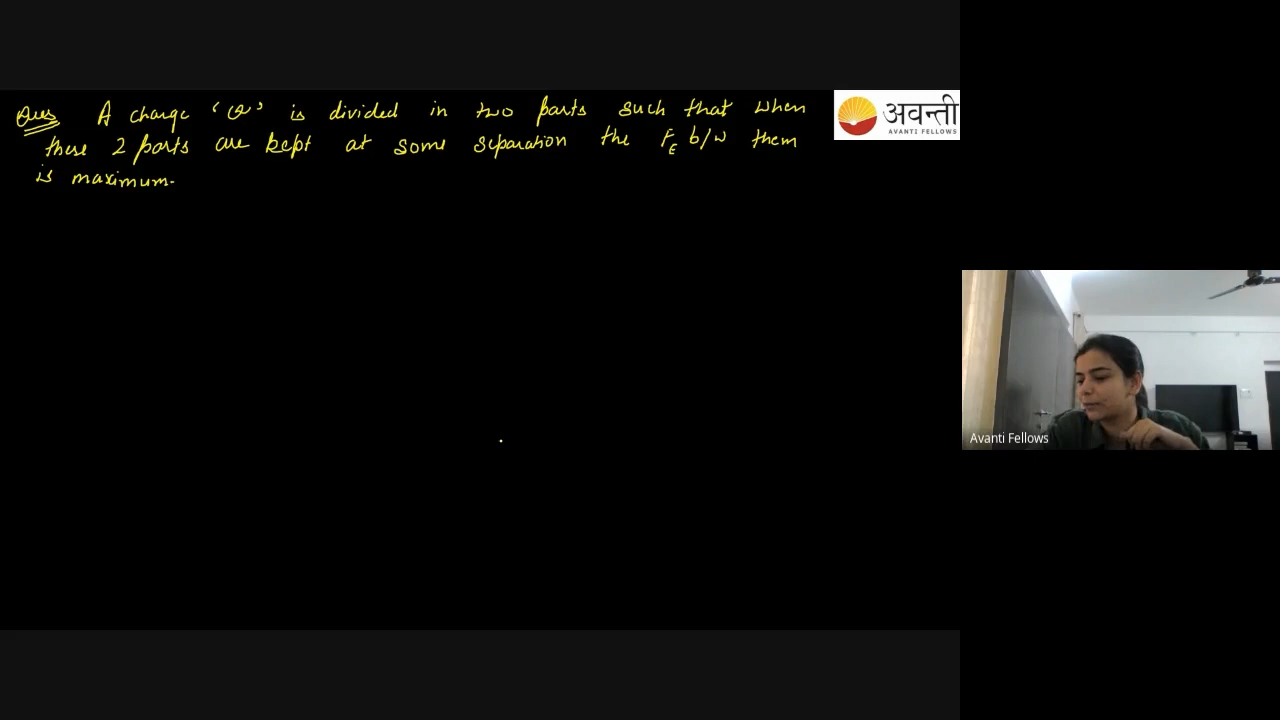 Ques A charge 'Q' is divided in two parts such that when
these 2 parts are kept at some separation the F_E b/w them
is maximum.
अवन्ती
AVANTI FELLOWS
Avanti Fellows